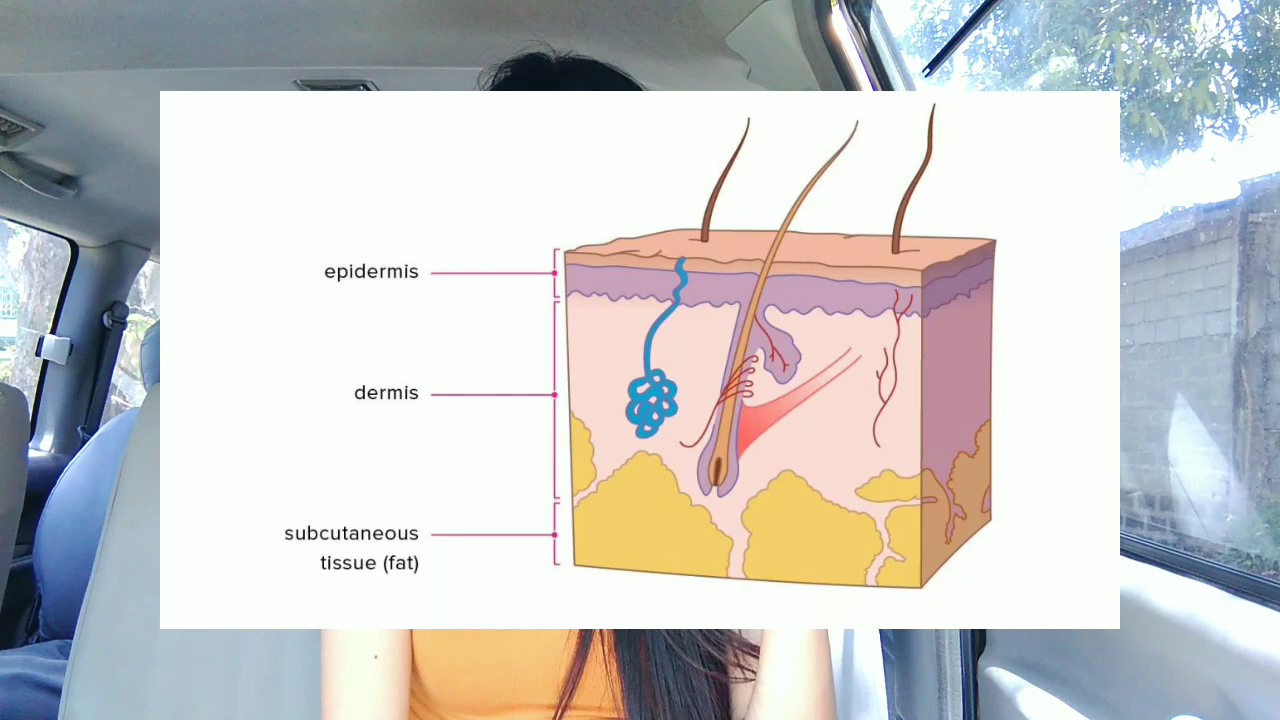 epidermis
dermis
subcutaneous
tissue (fat)